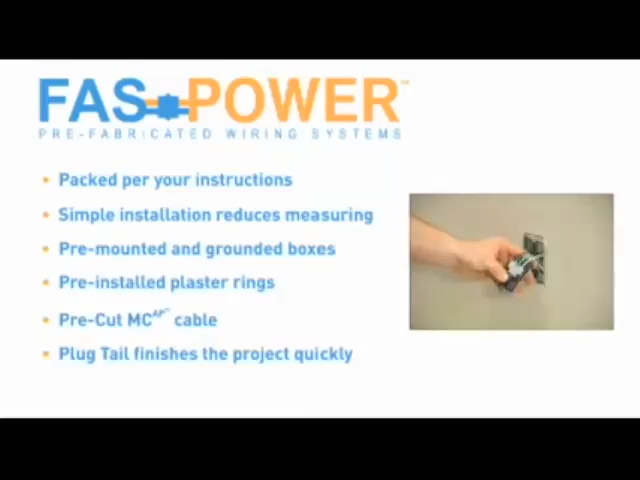 FAS POWER™
PRE-FABRICATED WIRING SYSTEMS
• Packed per your instructions
• Simple installation reduces measuring
• Pre-mounted and grounded boxes
• Pre-installed plaster rings
• Pre-Cut MCAP™ cable
• Plug Tail finishes the project quickly